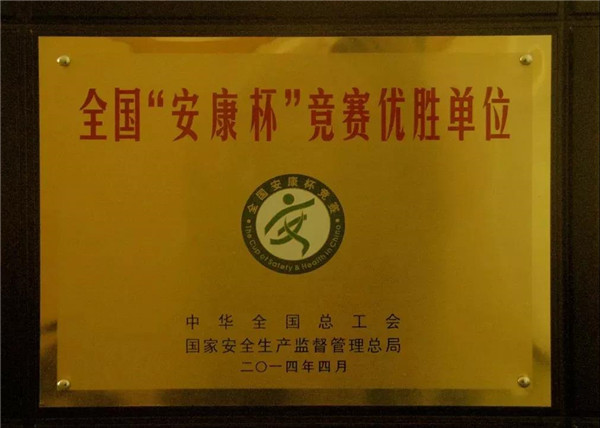 全国“安康杯”竞赛优胜单位
全国安康杯竞赛
The Cup of Safety & Health in China
中华全国总工会
国家安全生产监督管理总局
二〇一四年四月